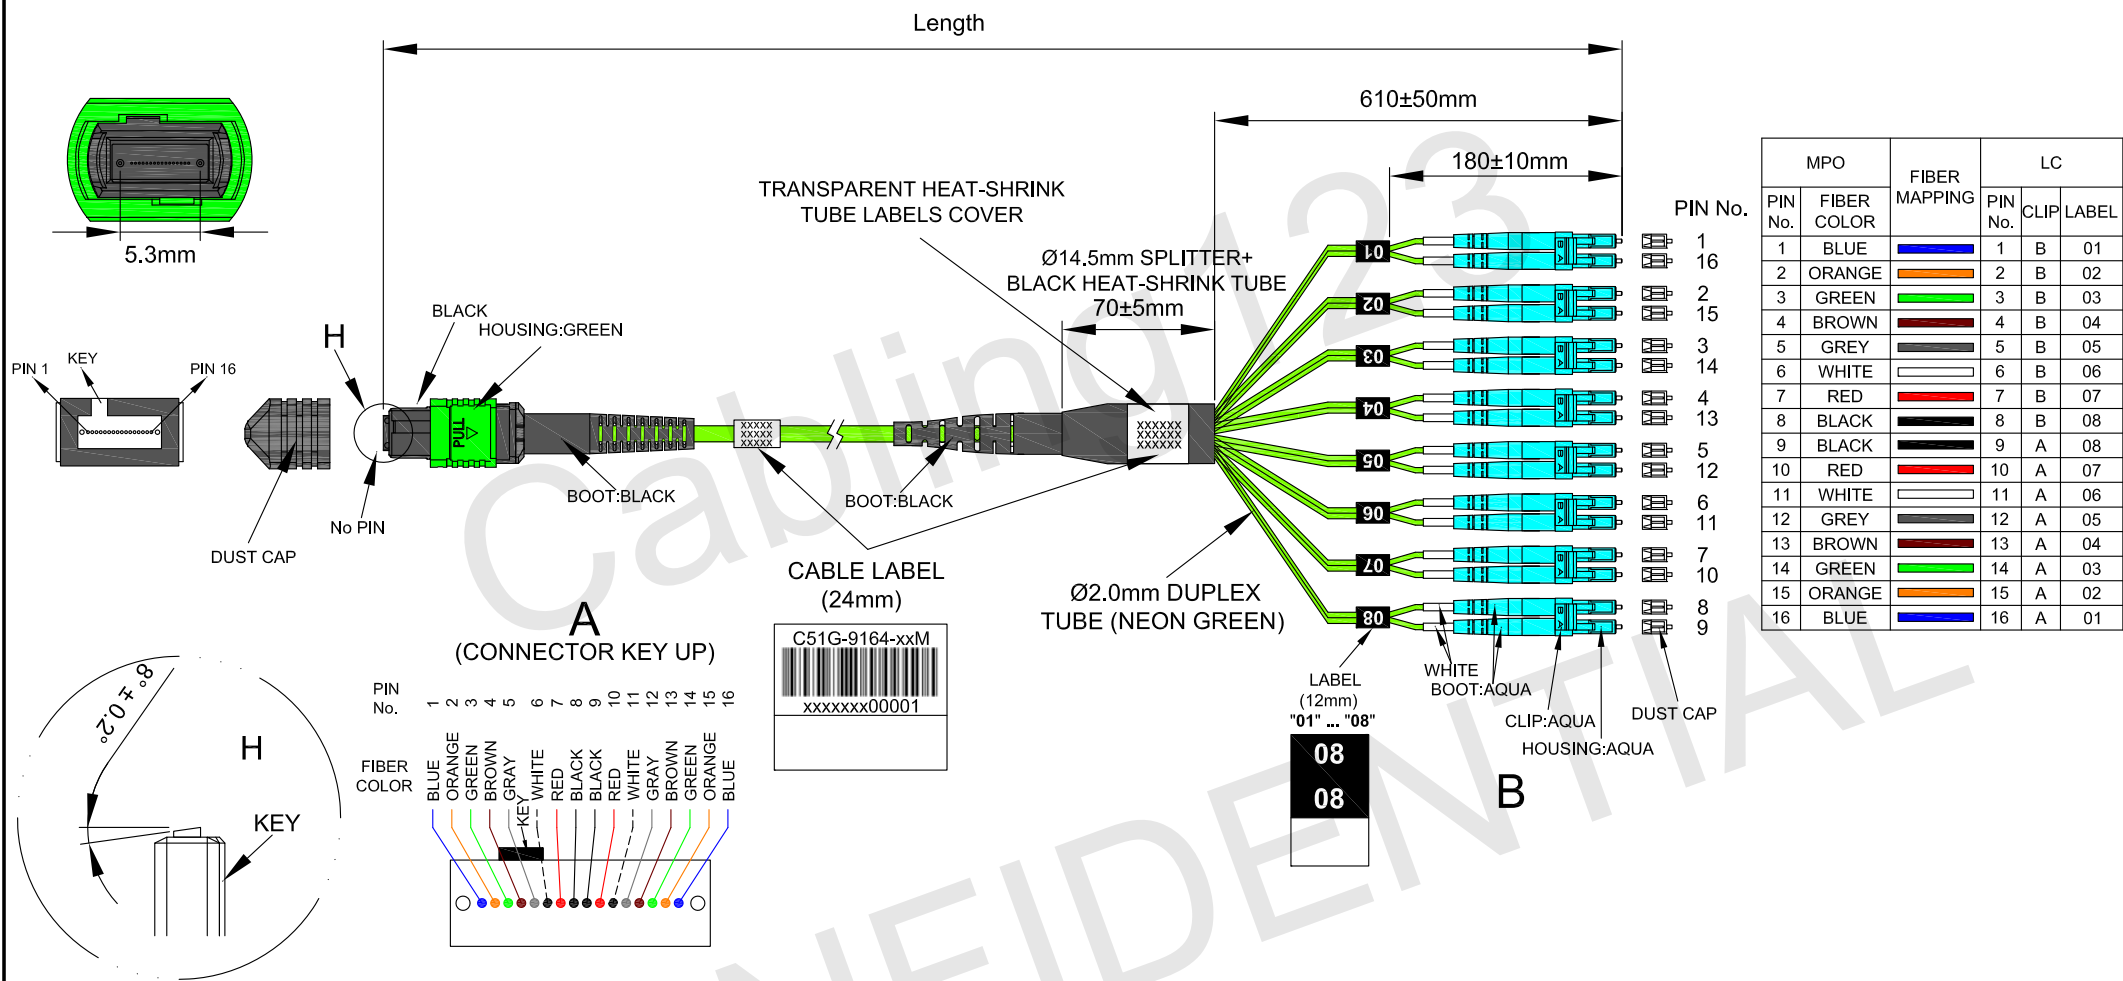 Length
610±50mm
180±10mm
5.3mm
TRANSPARENT HEAT-SHRINK
TUBE LABELS COVER
Ø14.5mm SPLITTER+
BLACK HEAT-SHRINK TUBE
70±5mm
H
BLACK
HOUSING:GREEN
PIN 1
KEY
PIN 16
PULL
XXXXX
XXXXX
XXXXX
XXXXXX
XXXXXX
XXXXXX
BOOT:BLACK
BOOT:BLACK
No PIN
DUST CAP
CABLE LABEL
(24mm)
C51G-9164-xxM
xxxxxxx00001
Ø2.0mm DUPLEX
TUBE (NEON GREEN)
01
02
03
04
05
06
07
08
PIN No.
1
16
2
15
3
14
4
13
5
12
6
11
7
10
8
9
LABEL
(12mm)
"01" ... "08"
08
08
WHITE
BOOT:AQUA
CLIP:AQUA
HOUSING:AQUA
DUST CAP
B
A
(CONNECTOR KEY UP)
PIN No. 1 2 3 4 5 6 7 8 9 10 11 12 13 14 15 16
FIBER COLOR BLUE ORANGE GREEN BROWN GRAY WHITE RED BLACK BLACK RED WHITE GRAY BROWN GREEN ORANGE BLUE
KEY
8° ± 0.2°
H
KEY
MPO FIBER MAPPING LC
PIN No. FIBER COLOR PIN No. CLIP LABEL
1 BLUE 1 B 01
2 ORANGE 2 B 02
3 GREEN 3 B 03
4 BROWN 4 B 04
5 GREY 5 B 05
6 WHITE 6 B 06
7 RED 7 B 07
8 BLACK 8 B 08
9 BLACK 9 A 08
10 RED 10 A 07
11 WHITE 11 A 06
12 GREY 12 A 05
13 BROWN 13 A 04
14 GREEN 14 A 03
15 ORANGE 15 A 02
16 BLUE 16 A 01
Cabling123
NFIDENTIAL